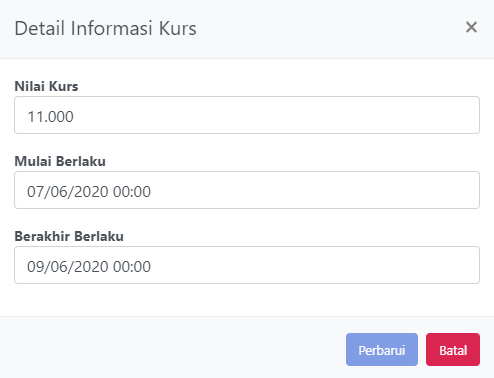 Detail Informasi Kurs ×
Nilai Kurs
11.000
Mulai Berlaku
07/06/2020 00:00
Berakhir Berlaku
09/06/2020 00:00
Perbarui Batal